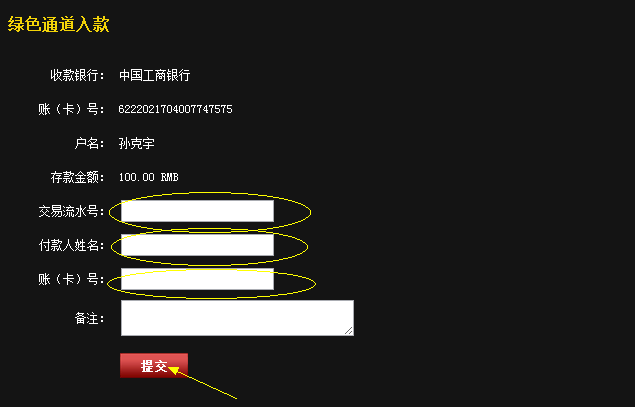 绿色通道入款
收款银行: 中国工商银行
账（卡）号: 6222021704007747575
户名: 孙克宇
存款金额: 100.00 RMB
交易流水号:
付款人姓名:
账（卡）号:
备注:
提交